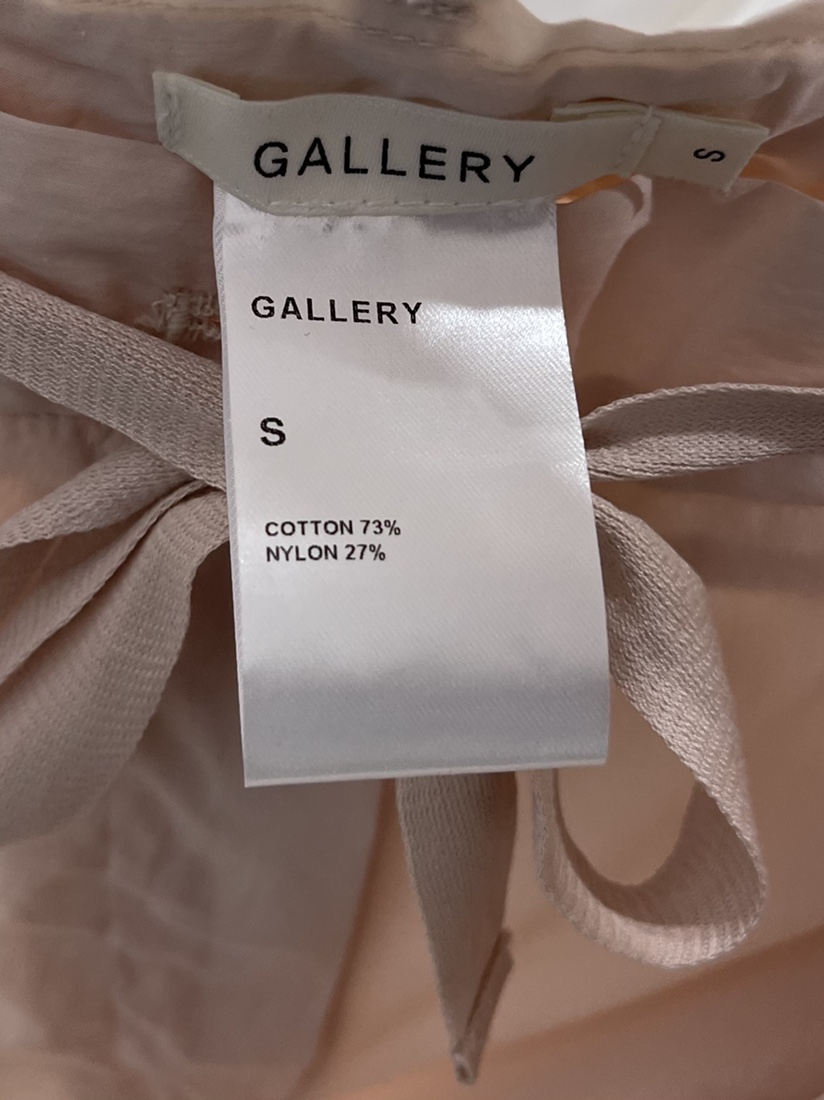 GALLERY
S
GALLERY
S
COTTON 73%
NYLON 27%